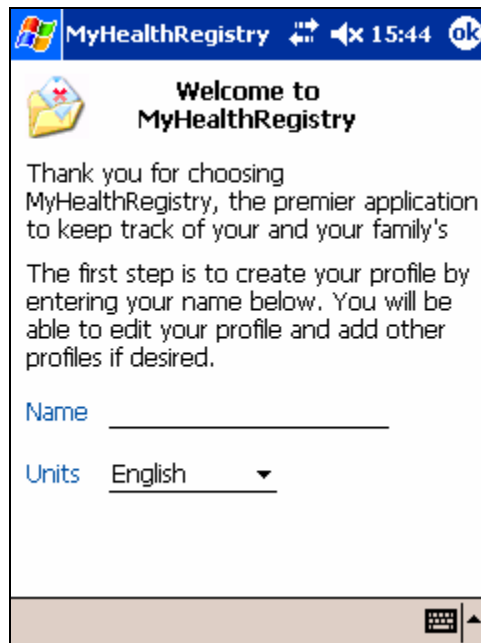 MyHealthRegistry 15:44 ok
Welcome to
MyHealthRegistry
Thank you for choosing
MyHealthRegistry, the premier application
to keep track of your and your family's
The first step is to create your profile by
entering your name below. You will be
able to edit your profile and add other
profiles if desired.
Name
Units English